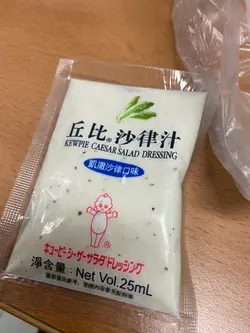 丘比®沙律汁
KEWPIE CAESAR SALAD DRESSING
凱撒沙律口味
キユーピー シーザーサラダ ドレッシング
淨含量: Net Vol.25mL